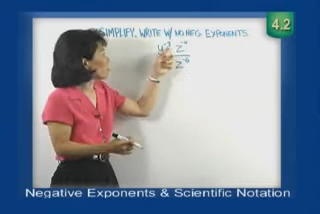 4.2
SIMPLIFY. WRITE W/ NO NEG. EXPONENTS.
Negative Exponents & Scientific Notation